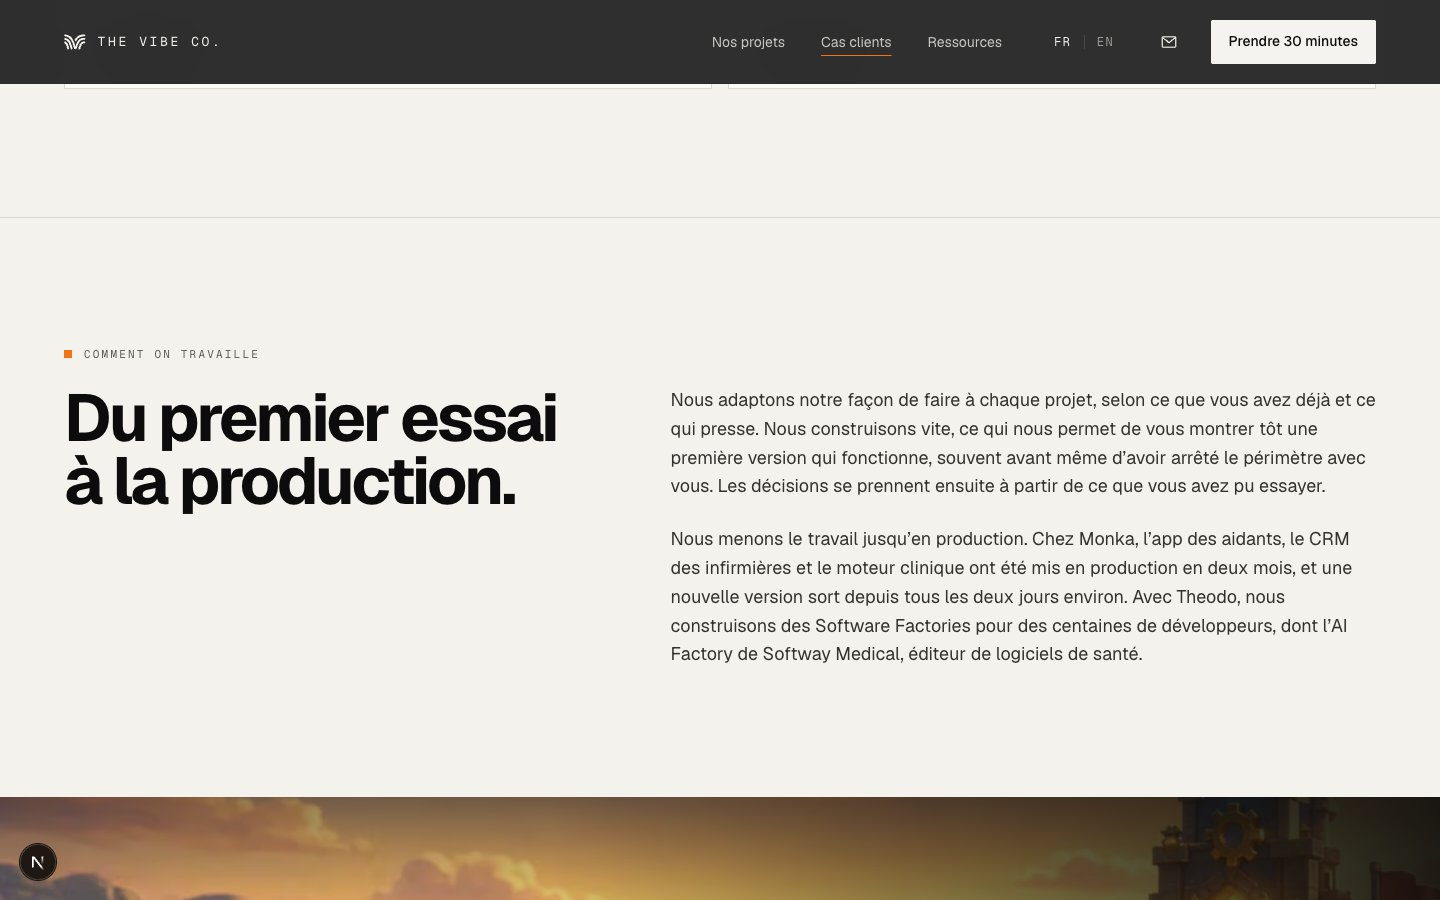 THE VIBE CO.
Nos projets
Cas clients
Ressources
FR
EN
Prendre 30 minutes
COMMENT ON TRAVAILLE
Du premier essai
à la production.
Nous adaptons notre façon de faire à chaque projet, selon ce que vous avez déjà et ce
qui presse. Nous construisons vite, ce qui nous permet de vous montrer tôt une
première version qui fonctionne, souvent avant même d’avoir arrêté le périmètre avec
vous. Les décisions se prennent ensuite à partir de ce que vous avez pu essayer.
Nous menons le travail jusqu’en production. Chez Monka, l’app des aidants, le CRM
des infirmières et le moteur clinique ont été mis en production en deux mois, et une
nouvelle version sort depuis tous les deux jours environ. Avec Theodo, nous
construisons des Software Factories pour des centaines de développeurs, dont l’AI
Factory de Softway Medical, éditeur de logiciels de santé.
N